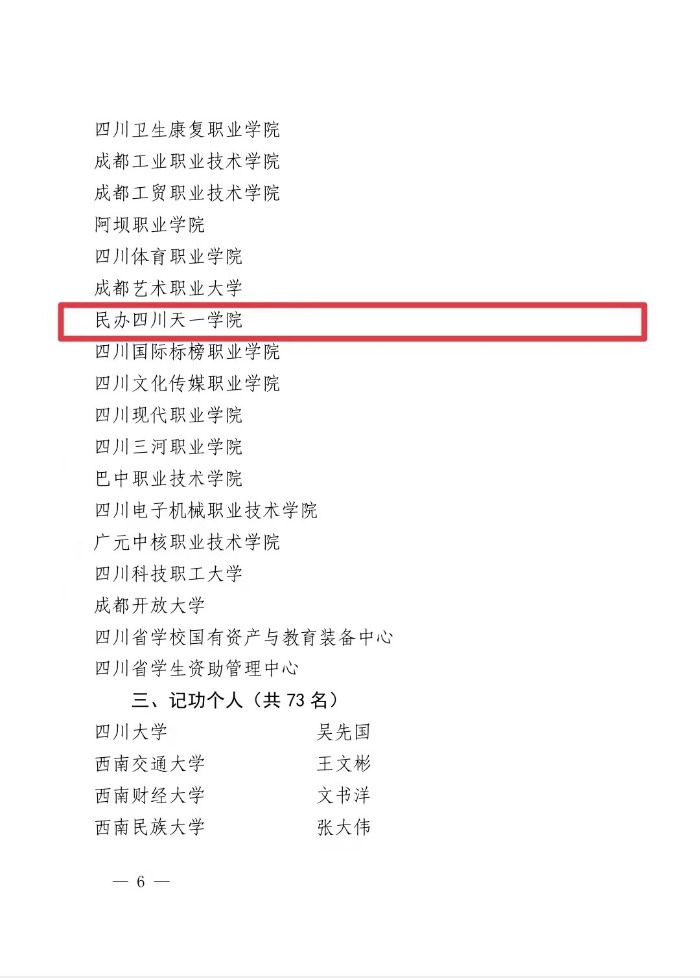 四川卫生康复职业学院
成都工业职业技术学院
成都工贸职业技术学院
阿坝职业学院
四川体育职业学院
成都艺术职业大学
民办四川天一学院
四川国际标榜职业学院
四川文化传媒职业学院
四川现代职业学院
四川三河职业学院
巴中职业技术学院
四川电子机械职业技术学院
广元中核职业技术学院
四川科技职工大学
成都开放大学
四川省学校国有资产与教育装备中心
四川省学生资助管理中心
三、记功个人（共 73 名）
四川大学 吴先国
西南交通大学 王文彬
西南财经大学 文书洋
西南民族大学 张大伟
— 6 —